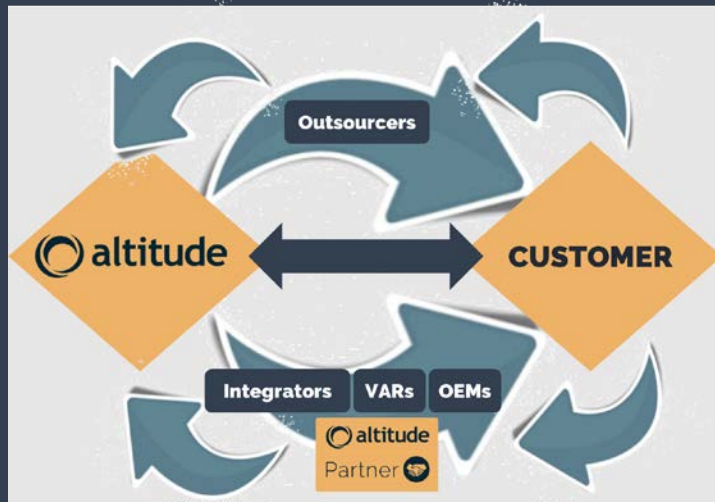 Outsourcers
altitude
CUSTOMER
Integrators
VARs
OEMs
altitude
Partner